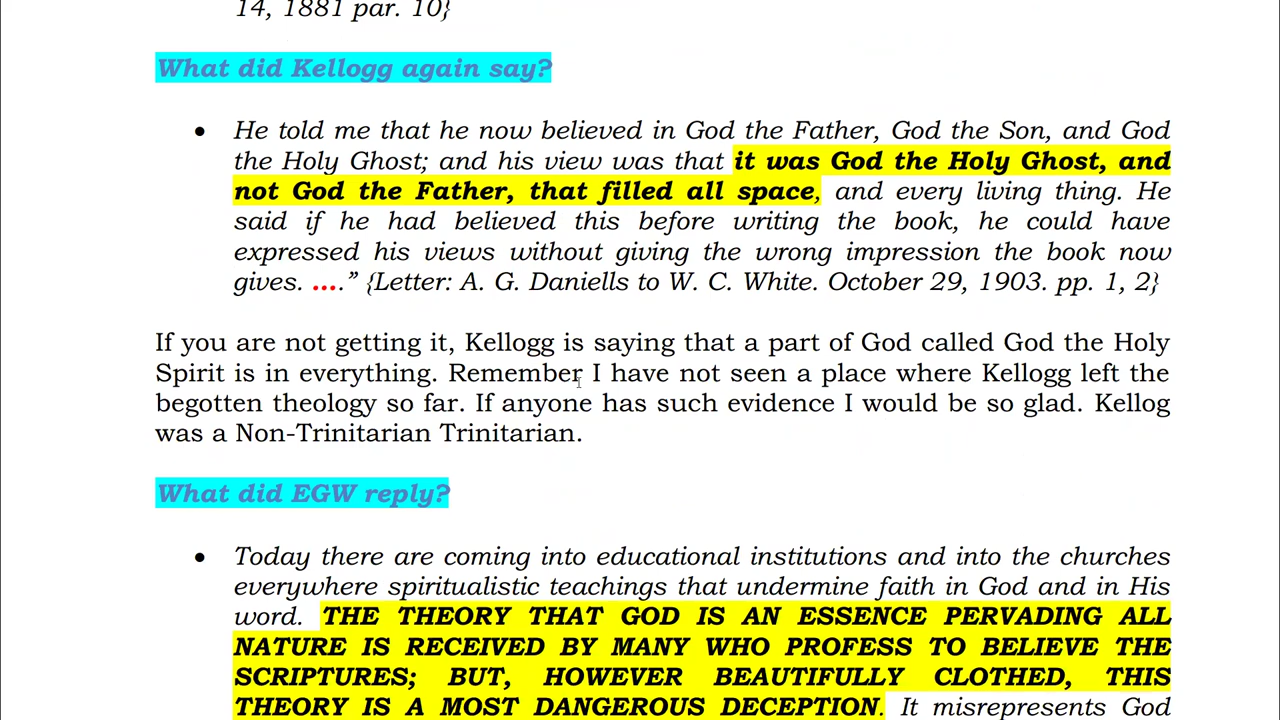 14, 1881 par. 10}
What did Kellogg again say?
• He told me that he now believed in God the Father, God the Son, and God
the Holy Ghost; and his view was that it was God the Holy Ghost, and
not God the Father, that filled all space, and every living thing. He
said if he had believed this before writing the book, he could have
expressed his views without giving the wrong impression the book now
gives. ....” {Letter: A. G. Daniells to W. C. White. October 29, 1903. pp. 1, 2}
If you are not getting it, Kellogg is saying that a part of God called God the Holy
Spirit is in everything. Remember I have not seen a place where Kellogg left the
begotten theology so far. If anyone has such evidence I would be so glad. Kellog
was a Non-Trinitarian Trinitarian.
What did EGW reply?
• Today there are coming into educational institutions and into the churches
everywhere spiritualistic teachings that undermine faith in God and in His
word. THE THEORY THAT GOD IS AN ESSENCE PERVADING ALL
NATURE IS RECEIVED BY MANY WHO PROFESS TO BELIEVE THE
SCRIPTURES; BUT, HOWEVER BEAUTIFULLY CLOTHED, THIS
THEORY IS A MOST DANGEROUS DECEPTION. It misrepresents God